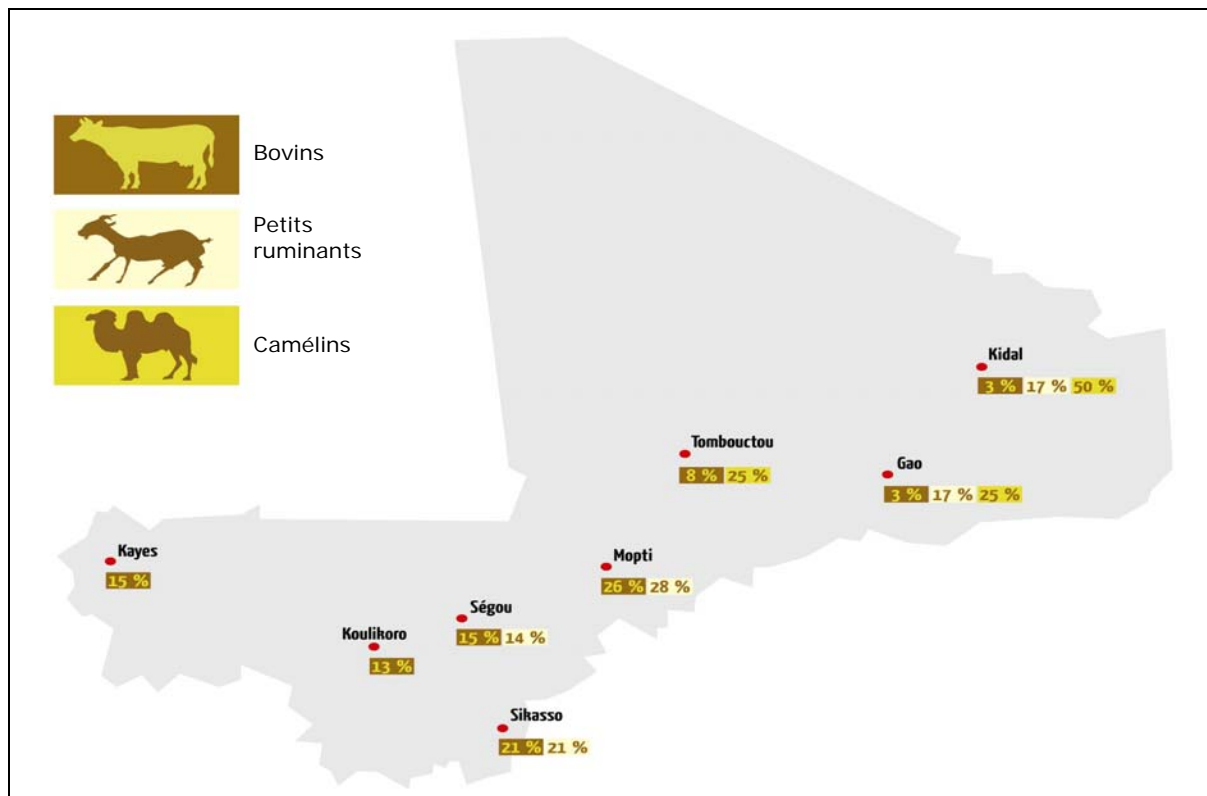 Bovins
Petits
ruminants
Camélins
Kidal
3 % 17 % 50 %
Tombouctou
8 % 25 %
Gao
3 % 17 % 25 %
Kayes
15 %
Mopti
26 % 28 %
Ségou
15 % 14 %
Koulikoro
13 %
Sikasso
21 % 21 %